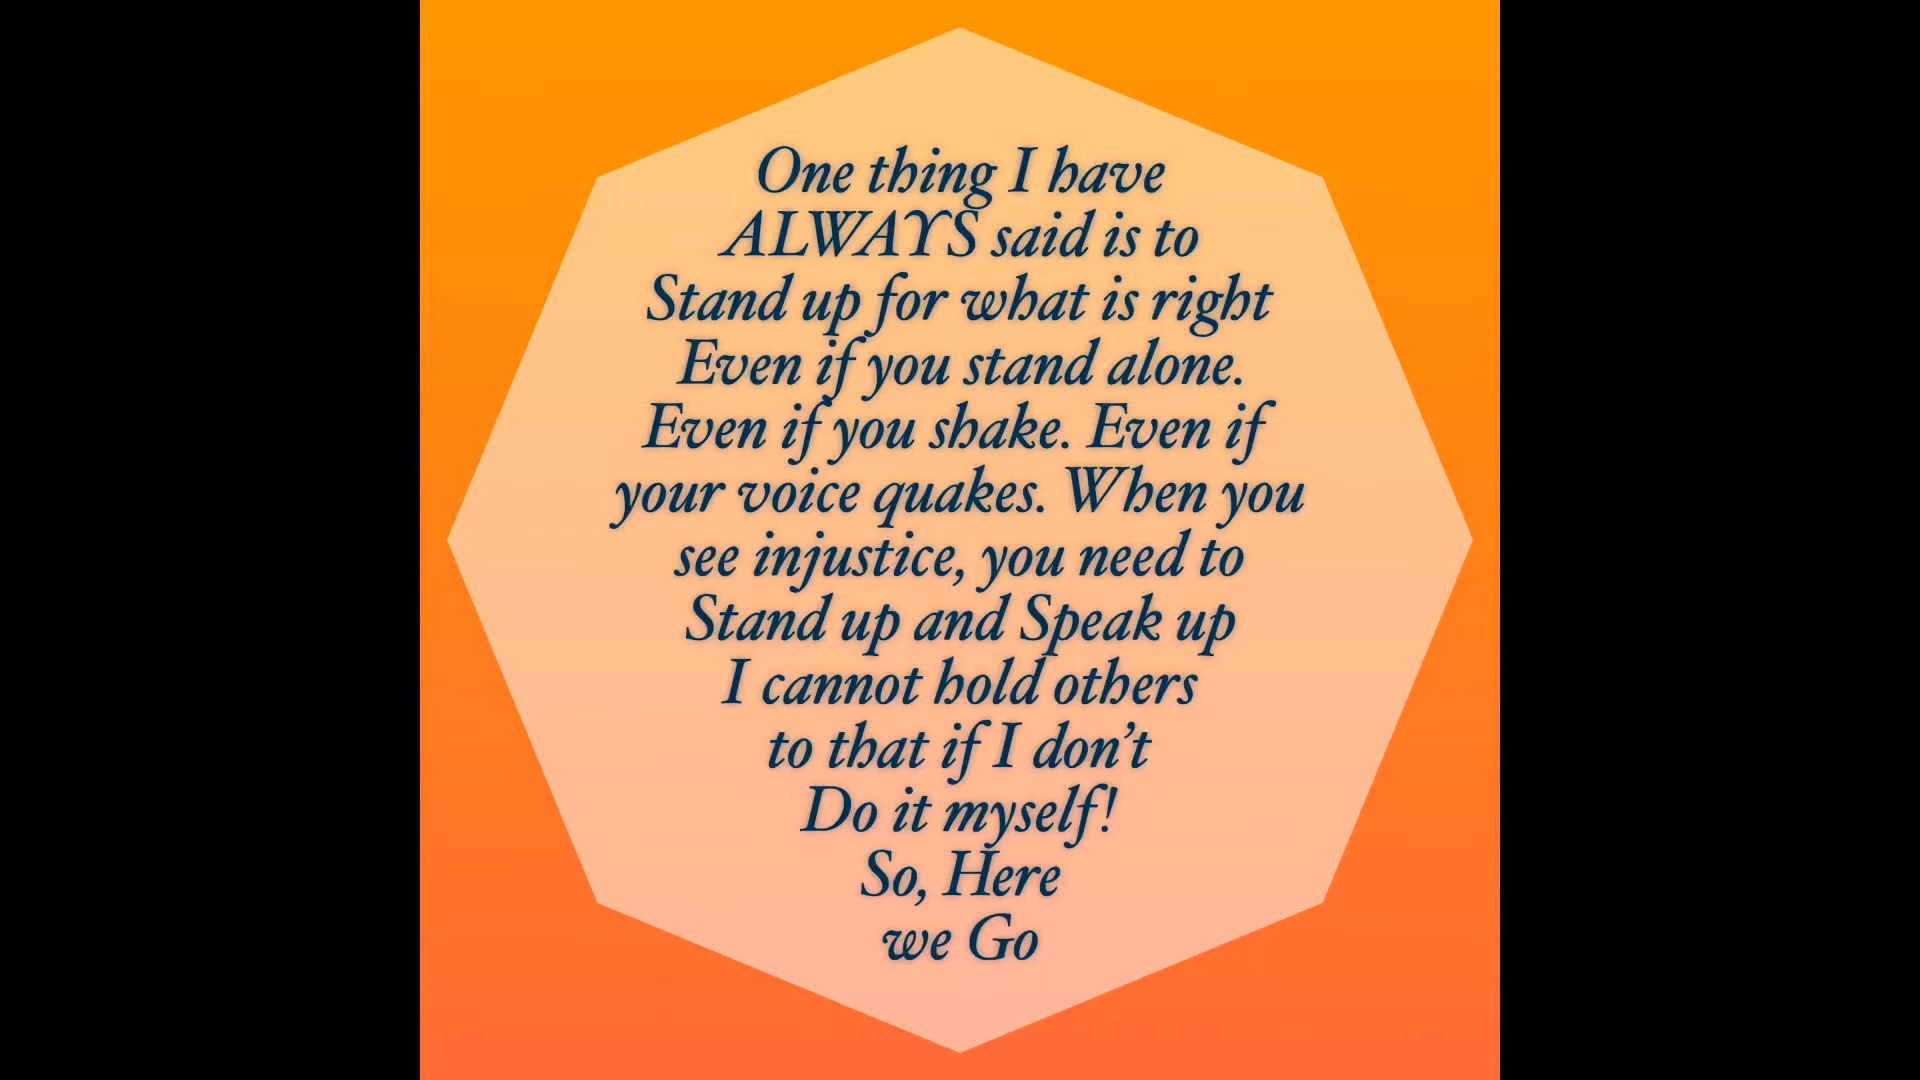 One thing I have
ALWAYS said is to
Stand up for what is right
Even if you stand alone.
Even if you shake. Even if
your voice quakes. When you
see injustice, you need to
Stand up and Speak up
I cannot hold others
to that if I don’t
Do it myself!
So, Here
we Go